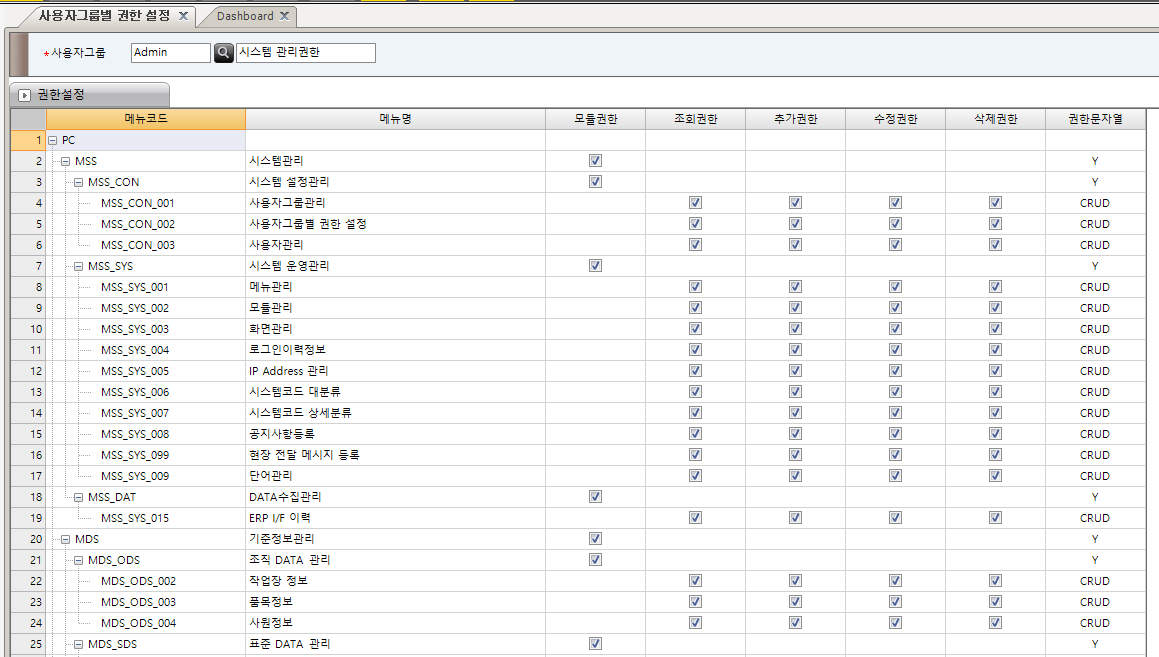 사용자그룹별 권한 설정 Dashboard
*사용자그룹 Admin 시스템 관리권한
권한설정
메뉴코드 메뉴명 모듈권한 조회권한 추가권한 수정권한 삭제권한 권한문자열
1 PC
2 MSS 시스템관리 Y
3 MSS_CON 시스템 설정관리 Y
4 MSS_CON_001 사용자그룹관리 CRUD
5 MSS_CON_002 사용자그룹별 권한 설정 CRUD
6 MSS_CON_003 사용자관리 CRUD
7 MSS_SYS 시스템 운영관리 Y
8 MSS_SYS_001 메뉴관리 CRUD
9 MSS_SYS_002 모듈관리 CRUD
10 MSS_SYS_003 화면관리 CRUD
11 MSS_SYS_004 로그인이력정보 CRUD
12 MSS_SYS_005 IP Address 관리 CRUD
13 MSS_SYS_006 시스템코드 대분류 CRUD
14 MSS_SYS_007 시스템코드 상세분류 CRUD
15 MSS_SYS_008 공지사항등록 CRUD
16 MSS_SYS_099 현장 전달 메시지 등록 CRUD
17 MSS_SYS_009 단어관리 CRUD
18 MSS_DAT DATA수집관리 Y
19 MSS_SYS_015 ERP I/F 이력 CRUD
20 MDS 기준정보관리 Y
21 MDS_ODS 조직 DATA 관리 Y
22 MDS_ODS_002 작업장 정보 CRUD
23 MDS_ODS_003 품목정보 CRUD
24 MDS_ODS_004 사원정보 CRUD
25 MDS_SDS 표준 DATA 관리 Y